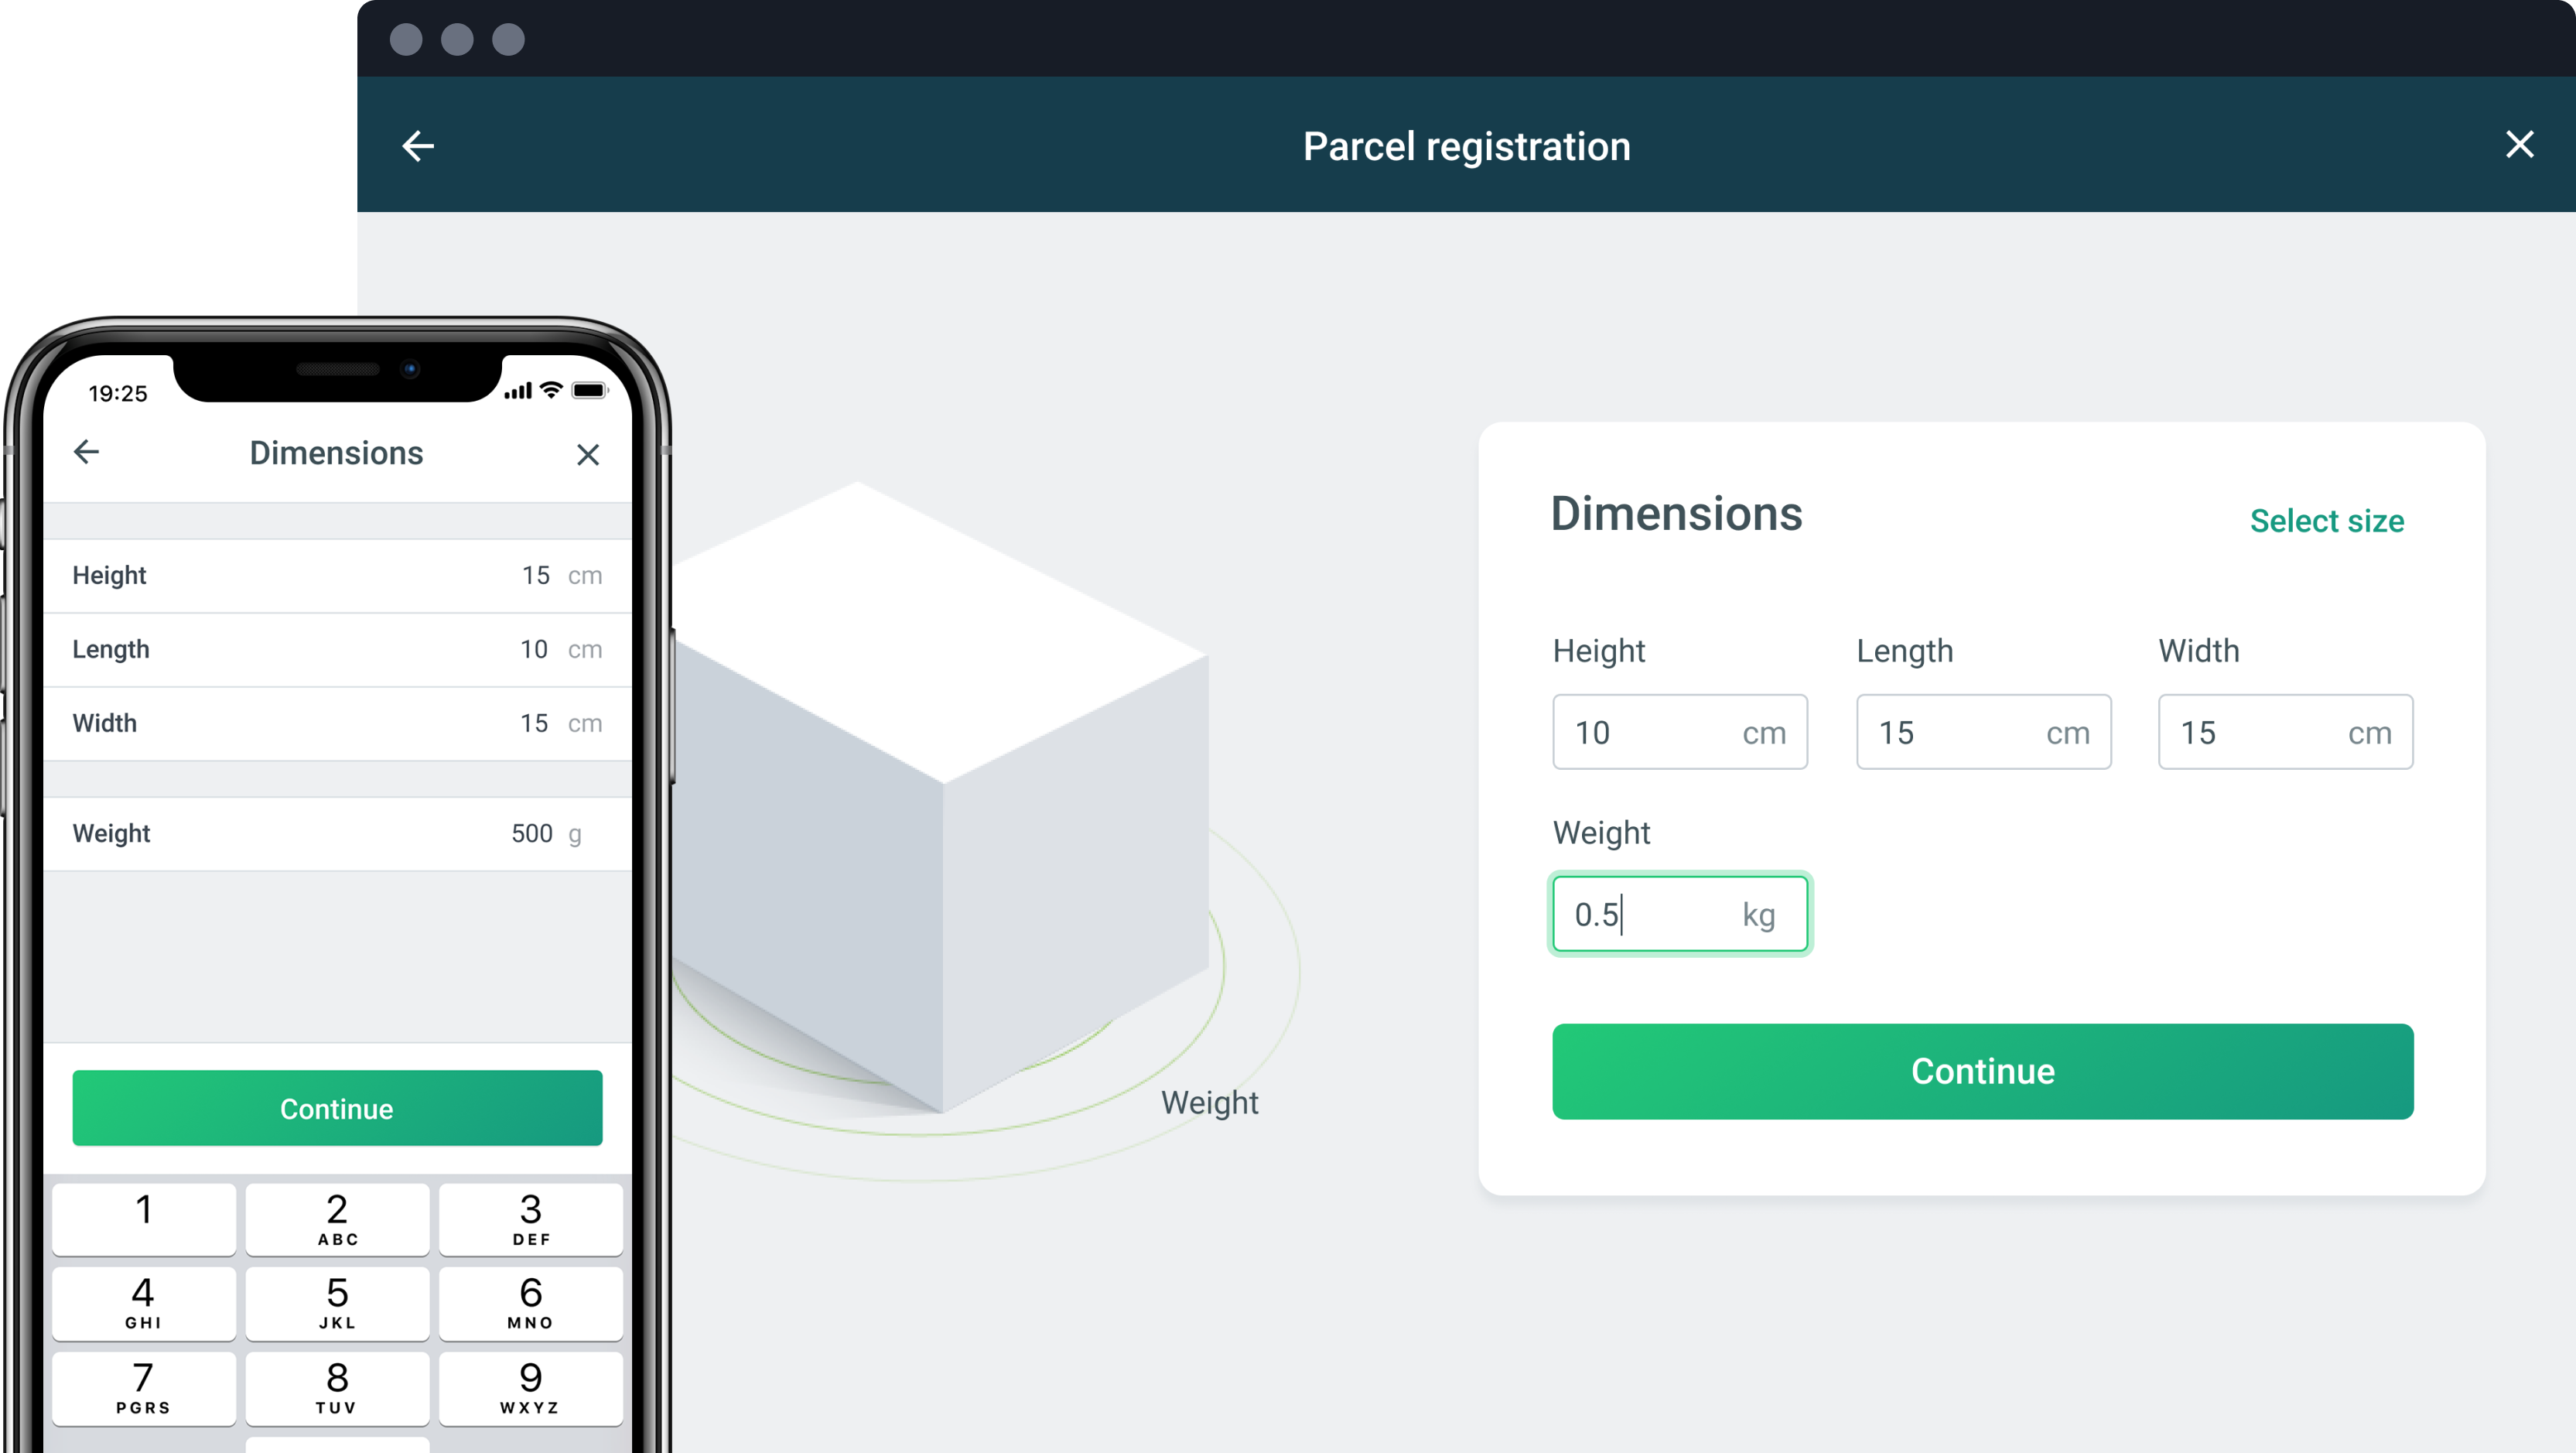 Parcel registration
19:25
Dimensions
Height 15 cm
Length 10 cm
Width 15 cm
Weight 500 g
Continue
1
2 3
ABC DEF
4 5 6
GHI JKL MNO
7 8 9
PGRS TUV WXYZ
Weight
Dimensions
Select size
Height Length Width
10 cm 15 cm 15 cm
Weight
0.5 kg
Continue